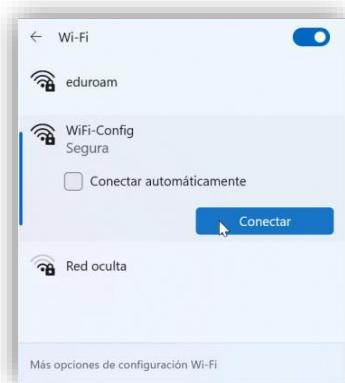 Wi-Fi
eduroam
WiFi-Config
Segura
Conectar automáticamente
Conectar
Red oculta
Más opciones de configuración Wi-Fi